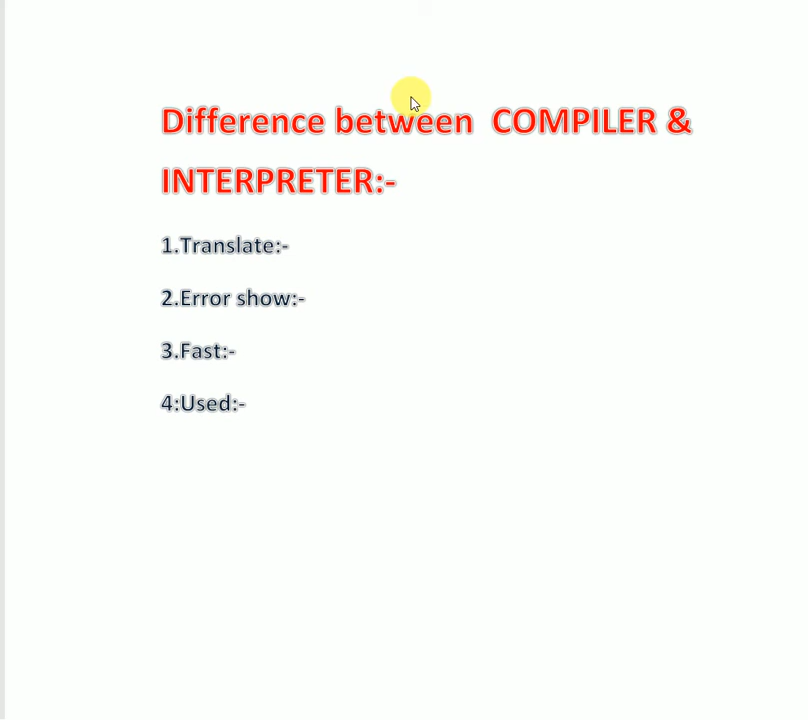 Difference between  COMPILER &
INTERPRETER:-
1.Translate:-
2.Error show:-
3.Fast:-
4:Used:-